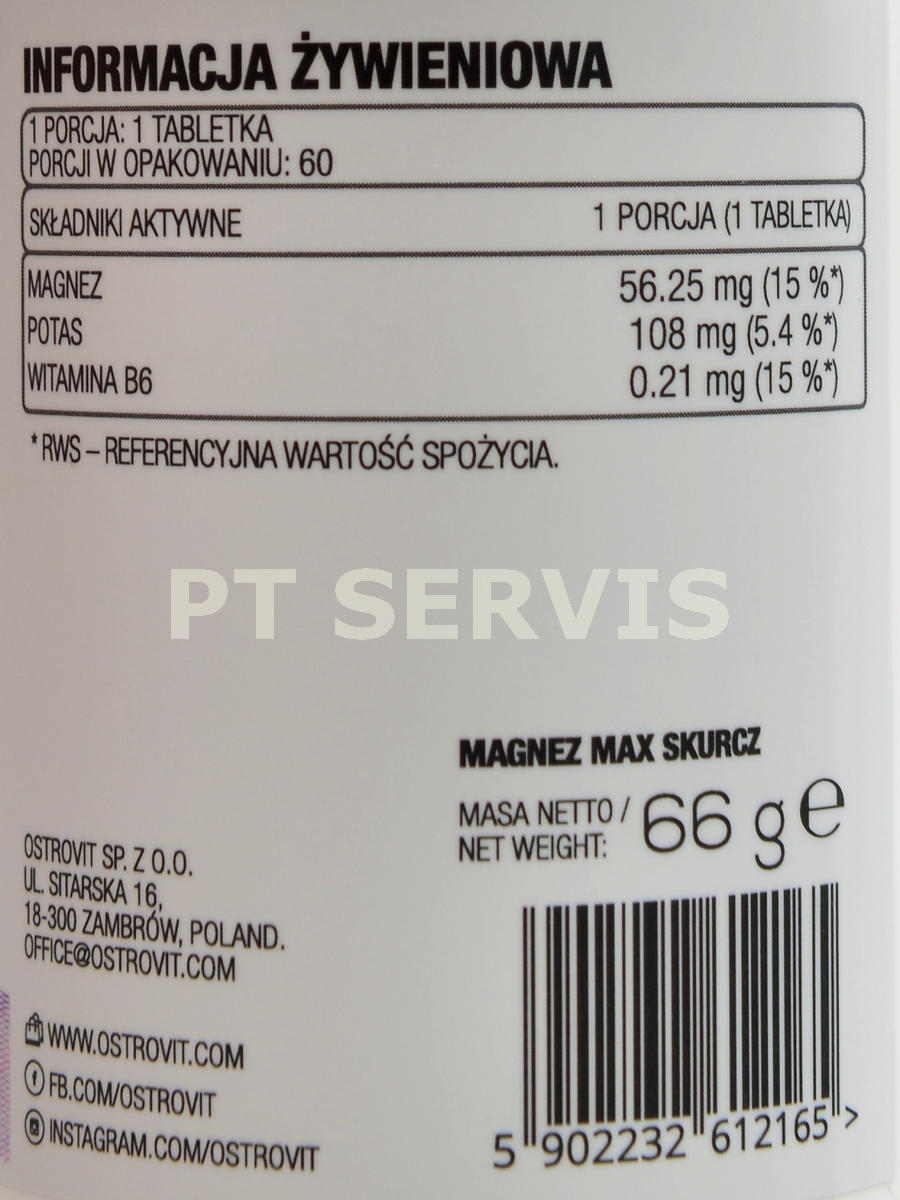 INFORMACJA ŻYWIENIOWA
1 PORCJA: 1 TABLETKA
PORCJI W OPAKOWANIU: 60
SKŁADNIKI AKTYWNE 1 PORCJA (1 TABLETKA)
MAGNEZ 56.25 mg (15 %*)
POTAS 108 mg (5.4 %*)
WITAMINA B6 0.21 mg (15 %*)
* RWS – REFERENCYJNA WARTOŚĆ SPOŻYCIA.
PT SERVIS
MAGNEZ MAX SKURCZ
MASA NETTO /
NET WEIGHT: 66 g e
OSTROVIT SP. Z O.O.
UL. SITARSKA 16,
18-300 ZAMBRÓW, POLAND.
OFFICE@OSTROVIT.COM
WWW.OSTROVIT.COM
FB.COM/OSTROVIT
INSTAGRAM.COM/OSTROVIT
5 902232 612165 >